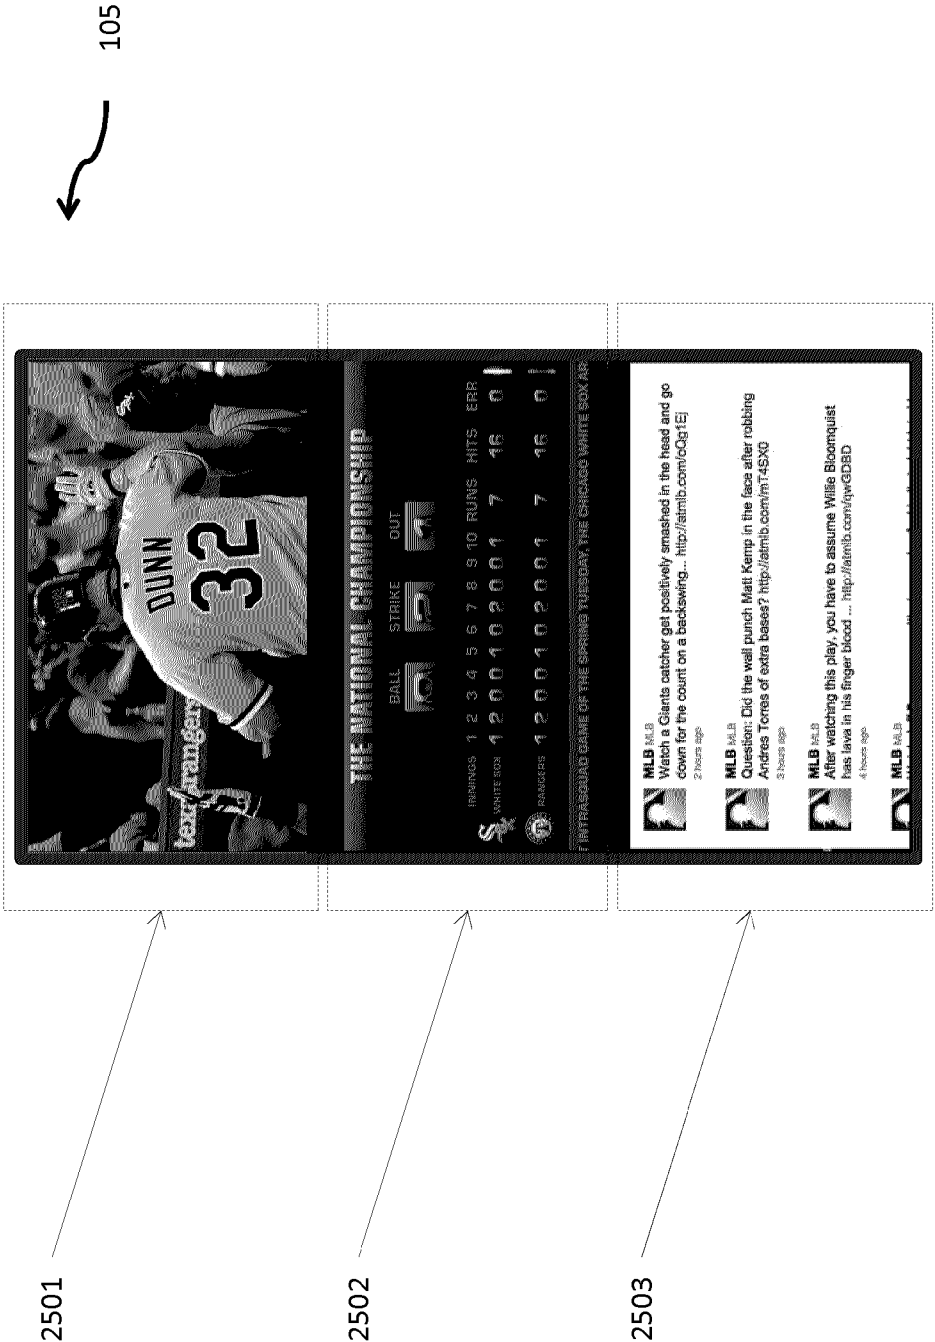 105
2501
2502
2503
DUNN
32
texas rangers
Sox
THE NATIONAL CHAMPIONSHIP
BALL STRIKE OUT
2 1
INNINGS 1 2 3 4 5 6 7 8 9 10 RUNS HITS ERR
WHITE SOX 1 2 0 0 1 0 2 0 0 1 7 16 0
RANGERS 1 2 0 0 1 0 2 0 0 1 7 16 0
INTRASQUAD GAME OF THE SPRING TUESDAY, THE CHICAGO WHITE SOX AR
MLB MLB
Watch a Giants catcher get positively smashed in the head and go
down for the count on a backswing... http://atmlb.com/oQg1Ej
2 hours ago
MLB MLB
Question: Did the wall punch Matt Kemp in the face after robbing
Andres Torres of extra bases? http://atmlb.com/mT4SX0
3 hours ago
MLB MLB
After watching this play, you have to assume Willie Bloomquist
has lava in his finger blood ... http://atmlb.com/qwGDBD
4 hours ago
MLB MLB